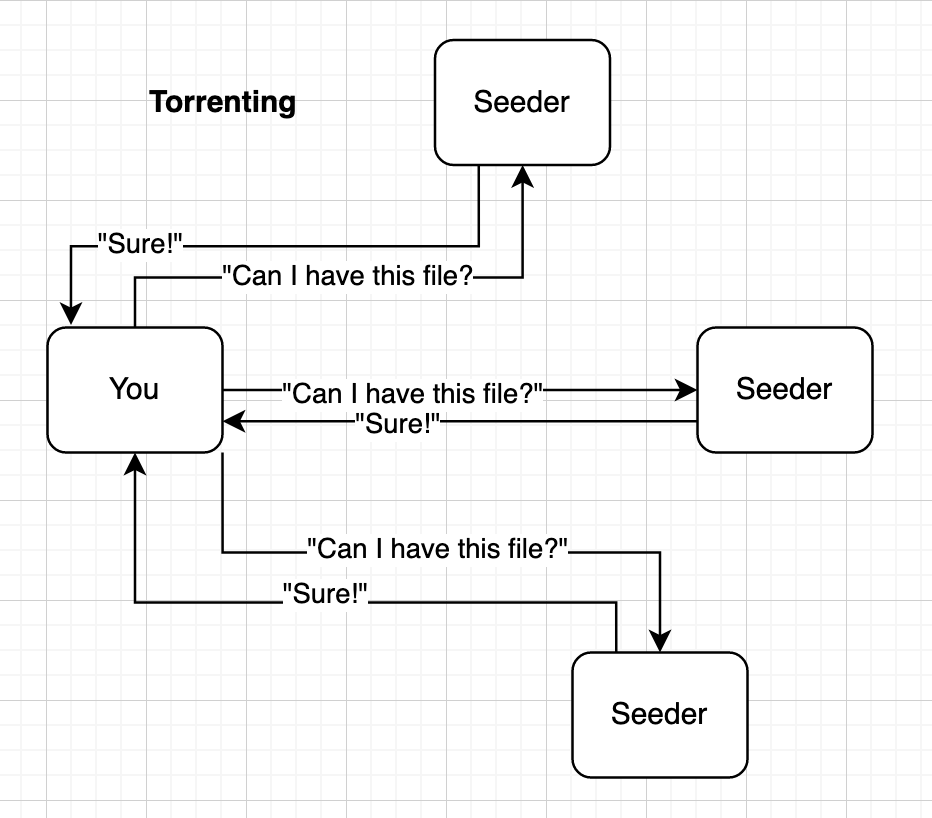 Torrenting
Seeder
"Sure!"
"Can I have this file?
You
"Can I have this file?"
Seeder
"Sure!"
"Can I have this file?"
"Sure!"
Seeder